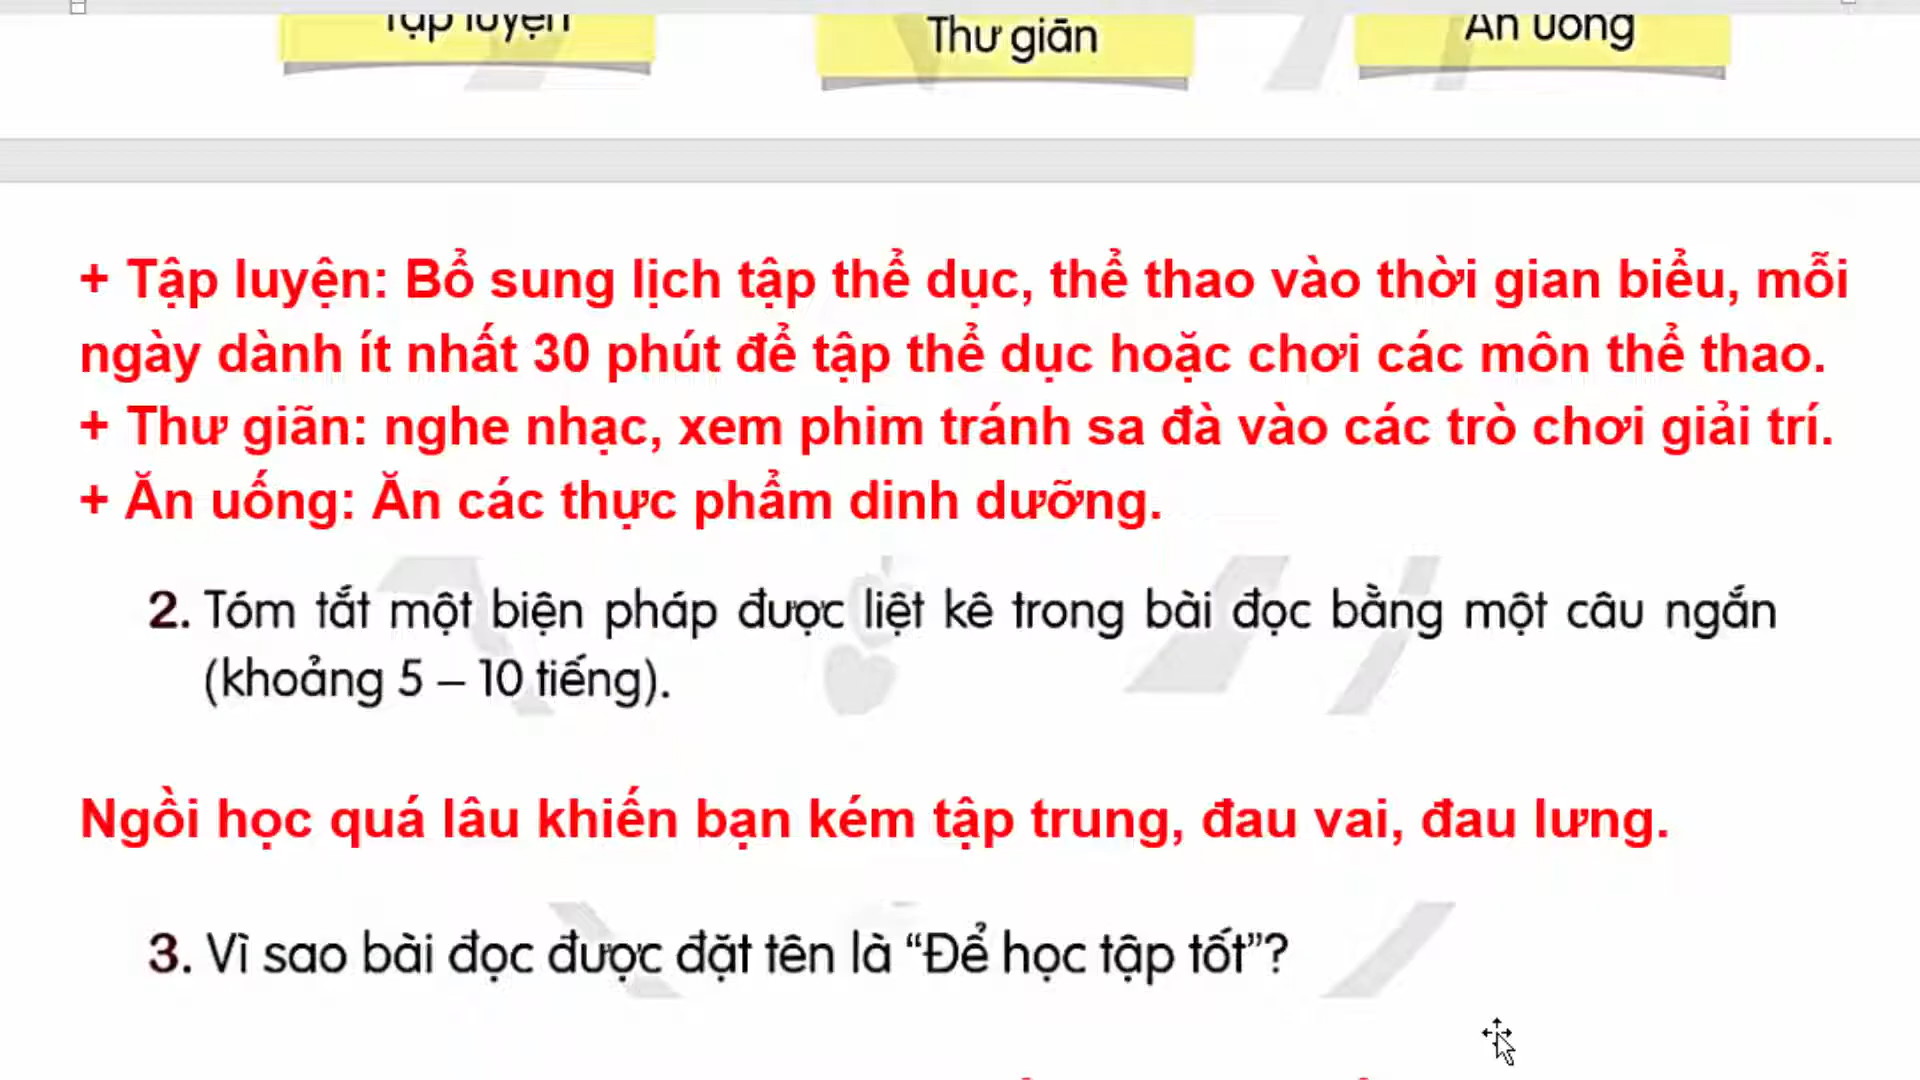 Tập luyện
Thư giãn
Ăn uống
+ Tập luyện: Bổ sung lịch tập thể dục, thể thao vào thời gian biểu, mỗi
ngày dành ít nhất 30 phút để tập thể dục hoặc chơi các môn thể thao.
+ Thư giãn: nghe nhạc, xem phim tránh sa đà vào các trò chơi giải trí.
+ Ăn uống: Ăn các thực phẩm dinh dưỡng.
2. Tóm tắt một biện pháp được liệt kê trong bài đọc bằng một câu ngắn
(khoảng 5 – 10 tiếng).
Ngồi học quá lâu khiến bạn kém tập trung, đau vai, đau lưng.
3. Vì sao bài đọc được đặt tên là “Để học tập tốt”?